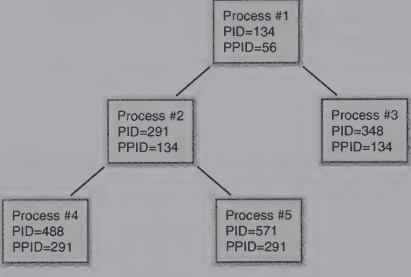 Process #1
PID=134
PPID=56
Process #2
PID=291
PPID=134
Process #3
PID=348
PPID=134
Process #4
PID=488
PPID=291
Process #5
PID=571
PPID=291